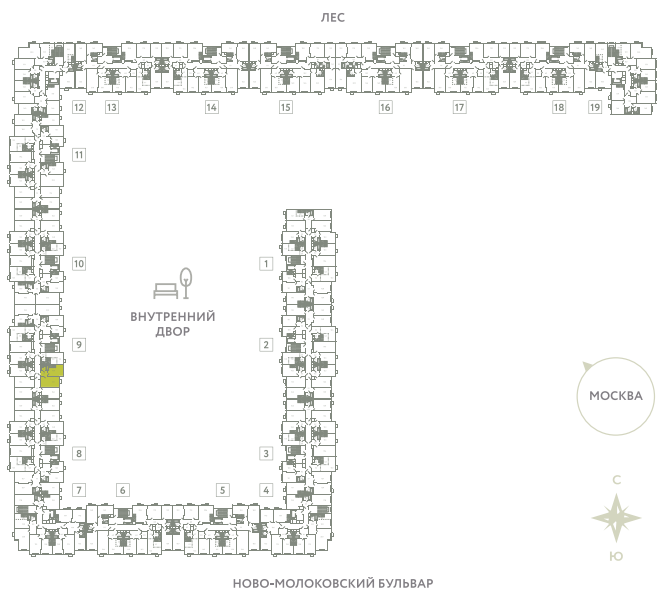 ЛЕС
12 13 14 15 16 17 18 19
11
10 1
ВНУТРЕННИЙ
ДВОР
9 2
МОСКВА
8 3
7 6 5 4
С
Ю
НОВО-МОЛОКОВСКИЙ БУЛЬВАР